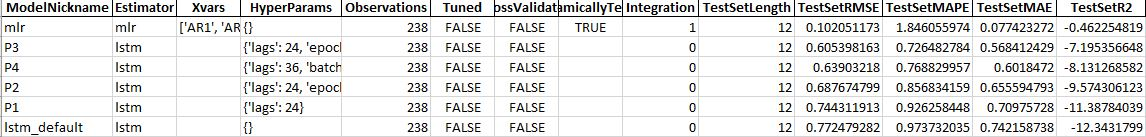 ModelNickname Estimator Xvars HyperParams Observations Tuned ossValidat amicallyTe Integration TestSetLength TestSetRMSE TestSetMAPE TestSetMAE TestSetR2
mlr mlr ['AR1', 'AR {} 238 FALSE FALSE TRUE 1 12 0.102051173 1.846055974 0.077423272 -0.462254819
P3 lstm {'lags': 24, 'epoch 238 FALSE FALSE 0 12 0.605398163 0.726482784 0.568412429 -7.195356648
P4 lstm {'lags': 36, 'batch 238 FALSE FALSE 0 12 0.63903218 0.768829957 0.6018472 -8.131268582
P2 lstm {'lags': 24, 'epoch 238 FALSE FALSE 0 12 0.687674799 0.856834159 0.655594793 -9.574306123
P1 lstm {'lags': 24} 238 FALSE FALSE 0 12 0.744311913 0.926258448 0.70975728 -11.38784039
lstm_default lstm {} 238 FALSE FALSE 0 12 0.772479282 0.973732035 0.742158738 -12.3431799